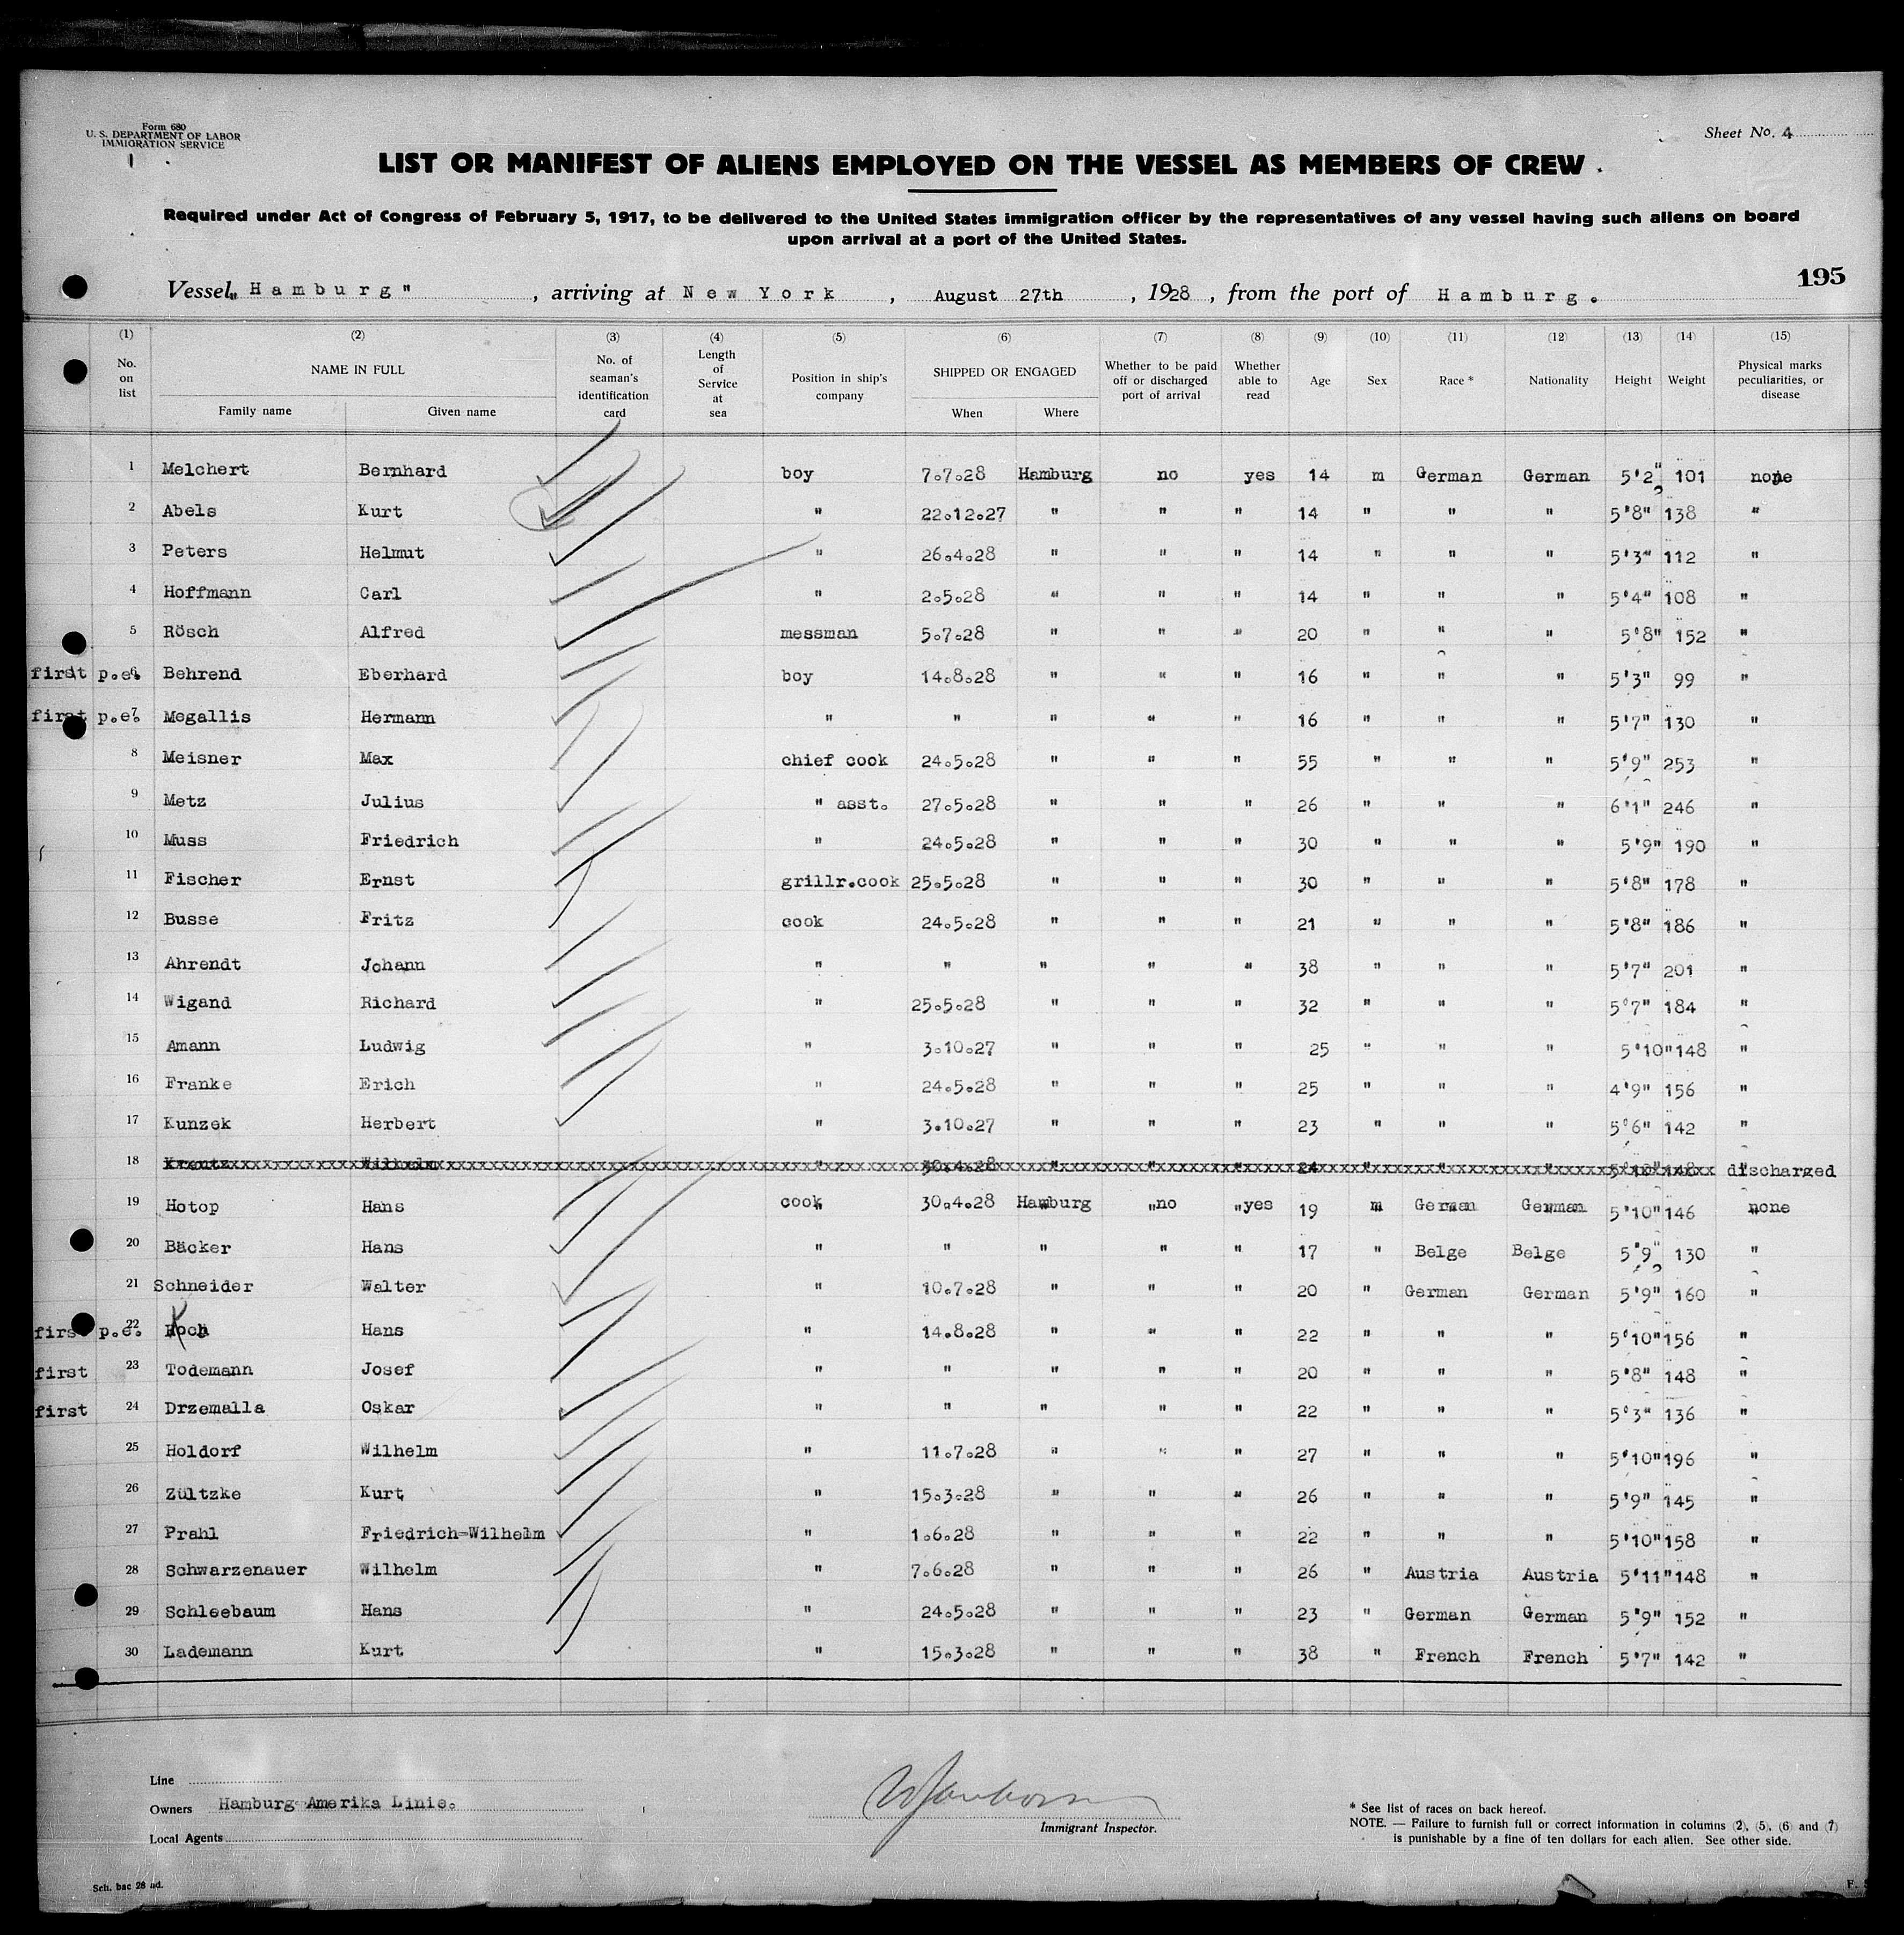 Form 680
U. S. DEPARTMENT OF LABOR
IMMIGRATION SERVICE
Sheet No. 4
LIST OR MANIFEST OF ALIENS EMPLOYED ON THE VESSEL AS MEMBERS OF CREW
Required under Act of Congress of February 5, 1917, to be delivered to the United States immigration officer by the representatives of any vessel having such aliens on board
upon arrival at a port of the United States.
195
Vessel „Hamburg" , arriving at New York , August 27th , 1928 , from the port of Hamburg.
(1) (2) (3) (4) (5) (6) (7) (8) (9) (10) (11) (12) (13) (14) (15)
No. on list NAME IN FULL Family name Given name No. of seaman's identification card Length of Service at sea Position in ship's company SHIPPED OR ENGAGED When Where Whether to be paid off or discharged port of arrival Whether able to read Age Sex Race * Nationality Height Weight Physical marks peculiarities, or disease
1 Melchert Bernhard boy 7.7.28 Hamburg no yes 14 m German German 5'2" 101 none
2 Abels Kurt " 22.12.27 " " " 14 " " " 5'8" 138 "
3 Peters Helmut " 26.4.28 " " " 14 " " " 5'3" 112 "
4 Hoffmann Carl " 2.5.28 " " " 14 " " " 5'4" 108 "
5 Rösch Alfred messman 5.7.28 " " " 20 " " " 5'8" 152 "
first p.e. 6 Behrend Eberhard boy 14.8.28 " " " 16 " " " 5'3" 99 "
first p.e. 7 Megallis Hermann " " " " " 16 " " " 5'7" 130 "
8 Meisner Max chief cook 24.5.28 " " " 55 " " " 5'9" 253 "
9 Metz Julius " asst. 27.5.28 " " " 26 " " " 6'1" 246 "
10 Muss Friedrich " 24.5.28 " " " 30 " " " 5'9" 190 "
11 Fischer Ernst grillr.cook 25.5.28 " " " 30 " " " 5'8" 178 "
12 Busse Fritz cook 24.5.28 " " " 21 " " " 5'8" 186 "
13 Ahrendt Johann " " " " " 38 " " " 5'7" 201 "
14 Wigand Richard " 25.5.28 " " " 32 " " " 5'7" 184 "
15 Amann Ludwig " 3.10.27 " " " 25 " " " 5'10" 148 "
16 Franke Erich " 24.5.28 " " " 25 " " " 4'9" 156 "
17 Kunzek Herbert " 3.10.27 " " " 23 " " " 5'6" 142 "
18 Wilhelm " 30.4.28 " " " 24 " " " discharged
19 Hotop Hans cook 30.4.28 Hamburg no yes 19 m German German 5'10" 146 none
20 Bäcker Hans " " " " " 17 " Belge Belge 5'9" 130 "
21 Schneider Walter " 10.7.28 " " " 20 " German German 5'9" 160 "
first p.e. 22 Koch Hans " 14.8.28 " " " 22 " " " 5'10" 156 "
first 23 Todemann Josef " " " " " 20 " " " 5'8" 148 "
first 24 Drzemalla Oskar " " " " " 22 " " " 5'3" 136 "
25 Holdorf Wilhelm " 11.7.28 " " " 27 " " " 5'10" 196 "
26 Zültzke Kurt " 15.3.28 " " " 26 " " " 5'9" 145 "
27 Prahl Friedrich-Wilhelm " 1.6.28 " " " 22 " " " 5'10" 158 "
28 Schwarzenauer Wilhelm " 7.6.28 " " " 26 " Austria Austria 5'11" 148 "
29 Schleebaum Hans " 24.5.28 " " " 23 " German German 5'9" 152 "
30 Lademann Kurt " 15.3.28 " " " 38 " French French 5'7" 142 "
Line
Owners Hamburg-Amerika Linie.
Local Agents
Immigrant Inspector.
* See list of races on back hereof.
NOTE. — Failure to furnish full or correct information in columns (2), (5), (6) and (7)
is punishable by a fine of ten dollars for each alien. See other side.
Sch. bac 28 nd.